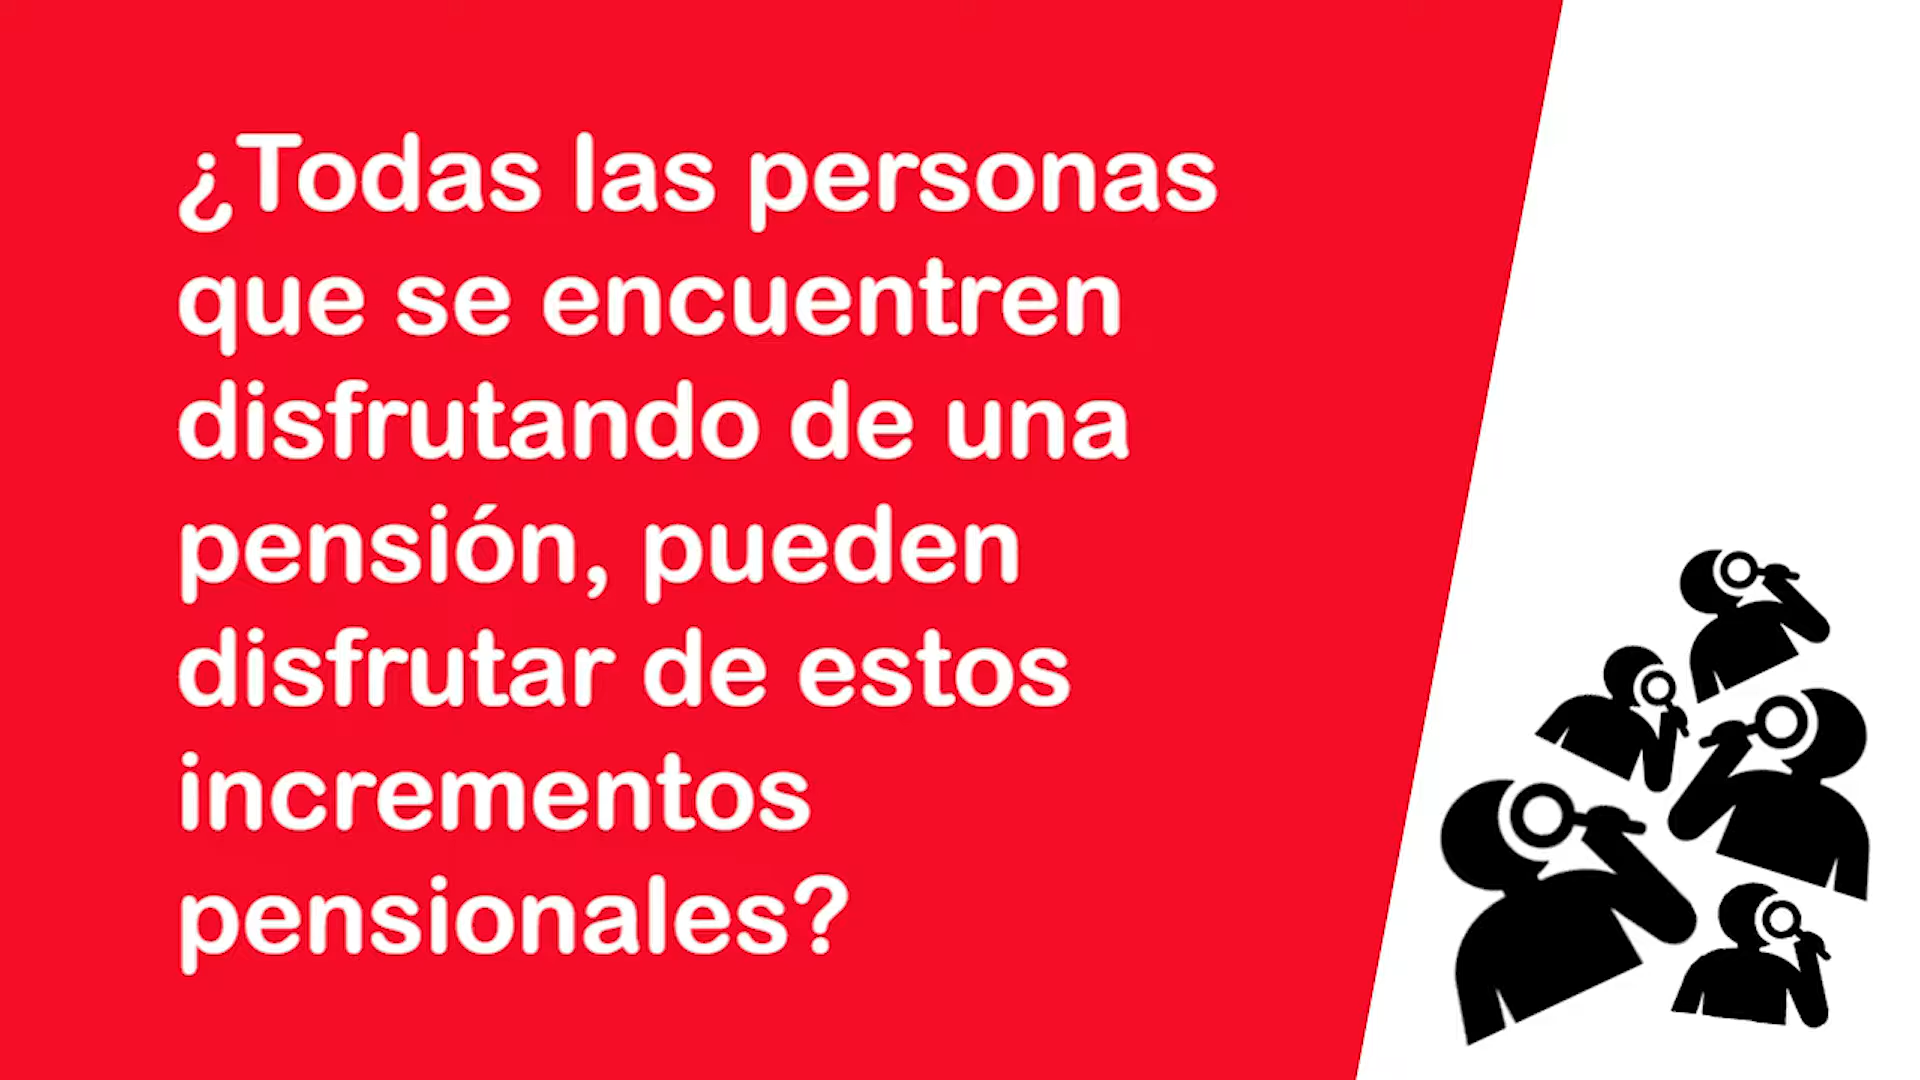 ¿Todas las personas
que se encuentren
disfrutando de una
pensión, pueden
disfrutar de estos
incrementos
pensionales?